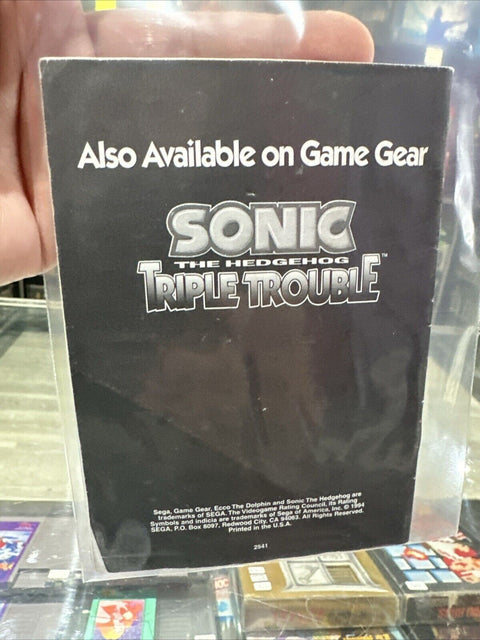 Also Available on Game Gear
SONIC
THE HEDGEHOG
TRIPLE TROUBLE™
Sega, Game Gear, Ecco The Dolphin and Sonic The Hedgehog are
trademarks of SEGA. The Videogame Rating Council, its Rating
Symbols and indicia are trademarks of Sega of America, Inc. © 1994
SEGA, P.O. Box 8097, Redwood City, CA 94063. All Rights Reserved.
Printed in the U.S.A.
2541